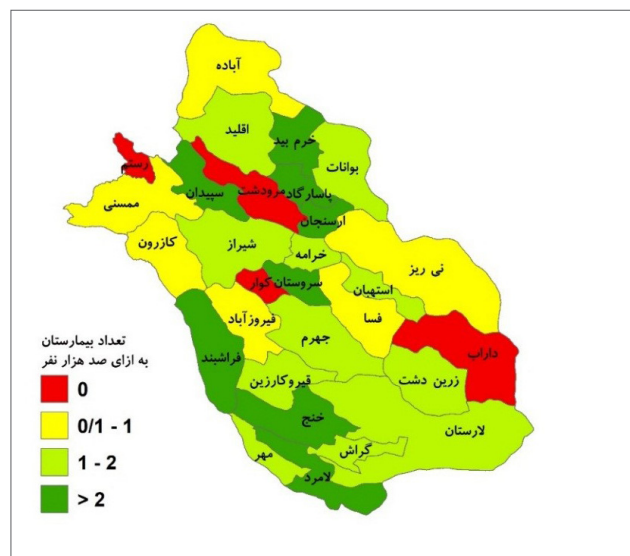 آباده
اقلید
خرم بید
بوانات
رستم
سپیدان
مرودشت
پاسارگاد
ارسنجان
ممسنی
کازرون
شیراز
خرامه
نی ریز
استهبان
کوار
سروستان
فسا
فیروزآباد
جهرم
داراب
فراشبند
قیروکارزین
زرین دشت
خنج
لارستان
گراش
مهر
لامرد
تعداد بیمارستان
به ازای صد هزار نفر
0
0/1 - 1
1 - 2
> 2